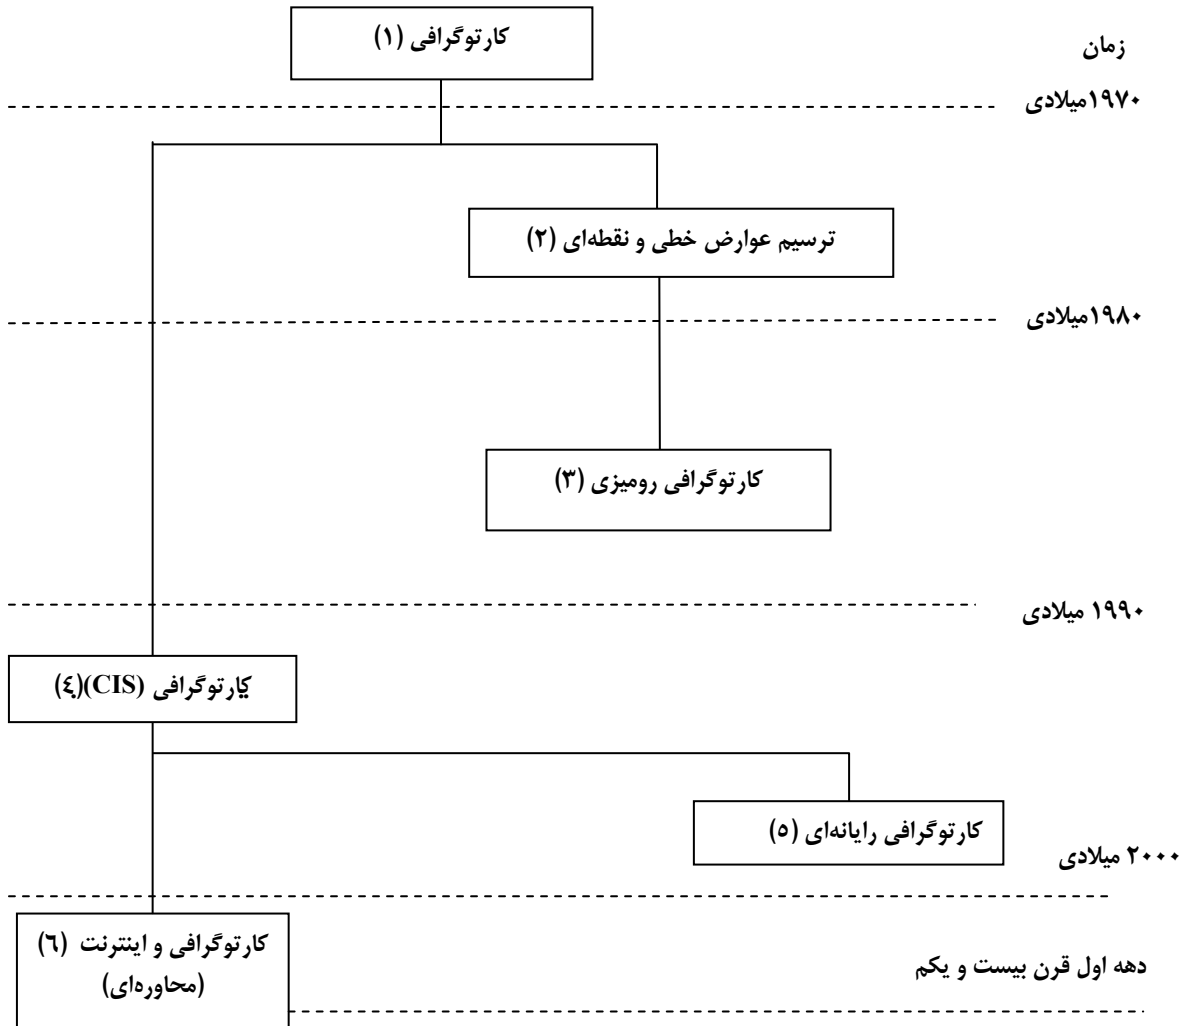 کارتوگرافی (۱)
زمان
۱۹۷۰میلادی
ترسیم عوارض خطی و نقطه‌ای (۲)
۱۹۸۰میلادی
کارتوگرافی رومیزی (۳)
۱۹۹۰ میلادی
کارتوگرافی (CIS)(٤)
کارتوگرافی رایانه‌ای (٥)
۲۰۰۰ میلادی
کارتوگرافی و اینترنت (٦)
(محاوره‌ای)
دهه اول قرن بیست و یکم